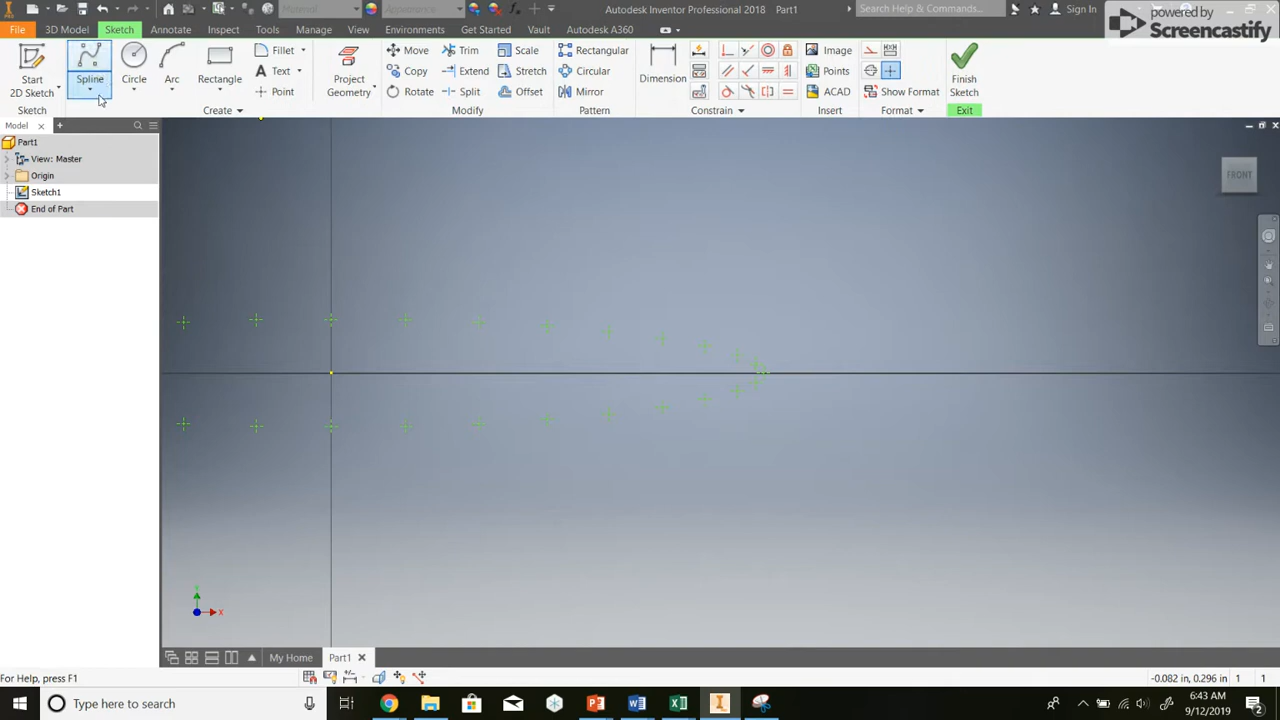 Material
Appearance
Autodesk Inventor Professional 2018 Part1
Search Help & Commands...
Sign In
powered by
Screencastify
File
3D Model
Sketch
Annotate
Inspect
Tools
Manage
View
Environments
Get Started
Vault
Autodesk A360
Start
2D Sketch
Spline
Circle
Arc
Rectangle
Fillet
Text
Point
Project
Geometry
Move
Copy
Rotate
Trim
Extend
Split
Scale
Stretch
Offset
Rectangular
Circular
Mirror
Dimension
Image
Points
ACAD
Show Format
Finish
Sketch
Sketch
Create
Modify
Pattern
Constrain
Insert
Format
Exit
Model
Part1
View: Master
Origin
Sketch1
End of Part
FRONT
Y
X
My Home
Part1
For Help, press F1
-0.082 in, 0.296 in
1
1
Type here to search
6:43 AM
9/12/2019
2